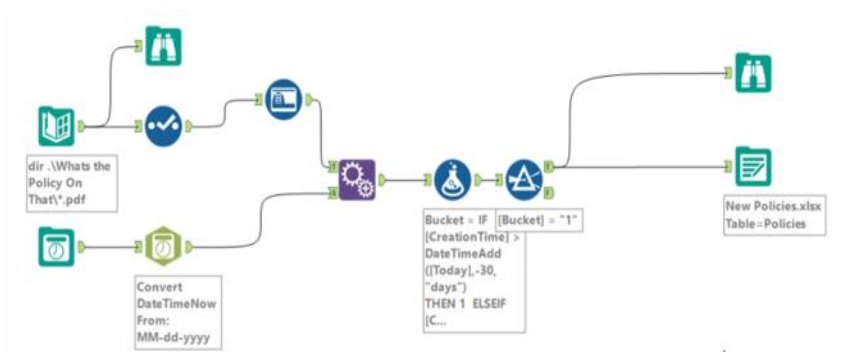 dir .\Whats the
Policy On
That\*.pdf
Convert
DateTimeNow
From:
MM-dd-yyyy
T
S
Bucket = IF
[CreationTime] >
DateTimeAdd
([Today],-30,
"days")
THEN 1 ELSEIF
[C...
[Bucket] = "1"
T
F
New Policies.xlsx
Table=Policies